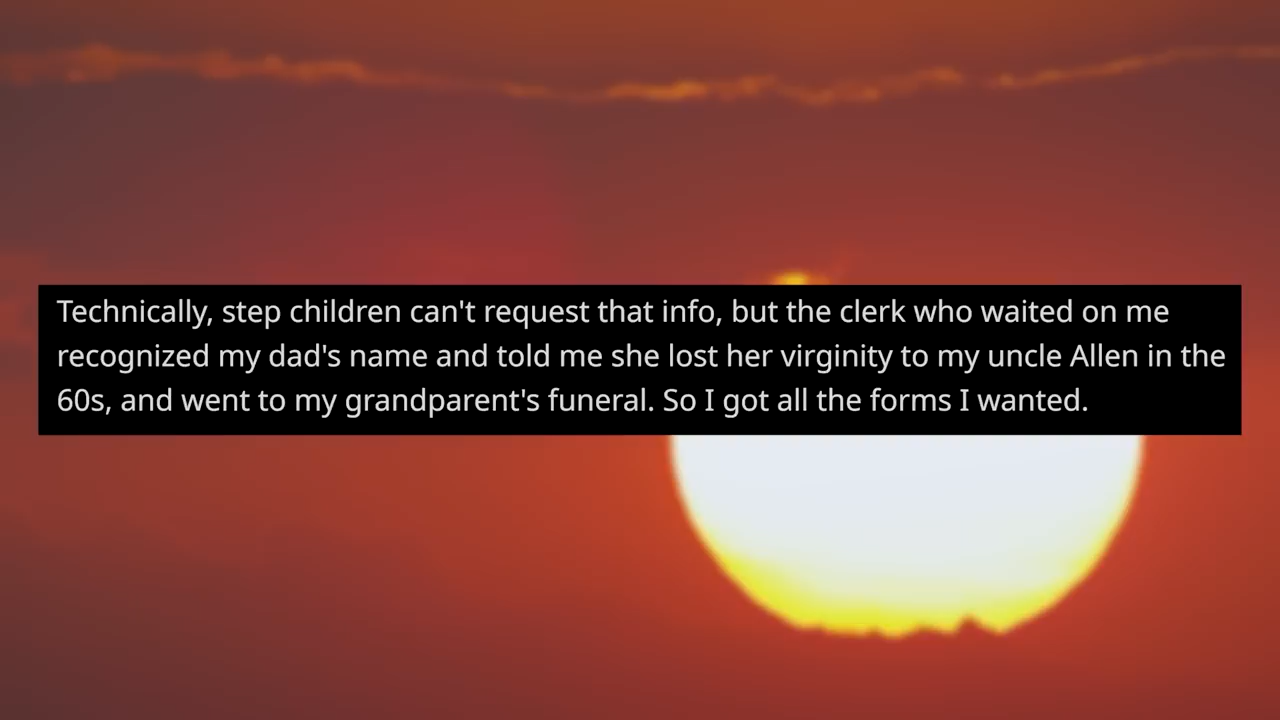 Technically, step children can't request that info, but the clerk who waited on me
recognized my dad's name and told me she lost her virginity to my uncle Allen in the
60s, and went to my grandparent's funeral. So I got all the forms I wanted.